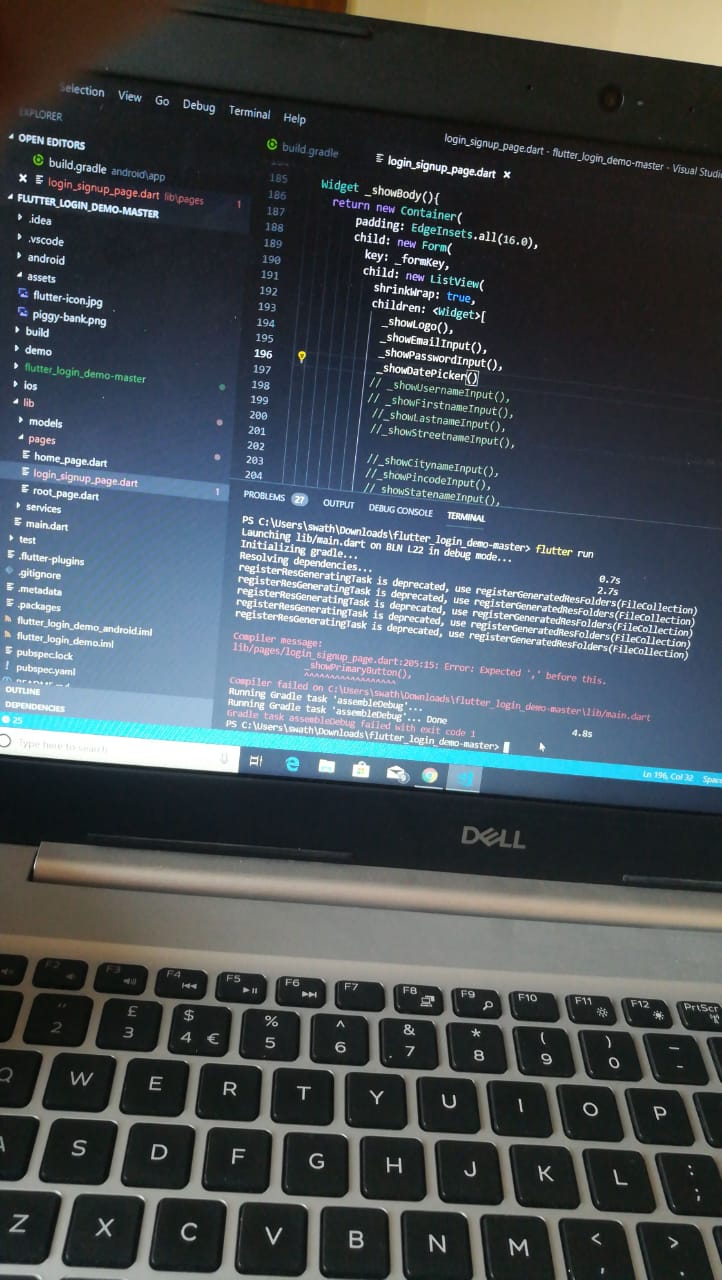 Selection View Go Debug Terminal Help
login_signup_page.dart - flutter_login_demo-master - Visual Studio
EXPLORER
OPEN EDITORS
build.gradle android\app
login_signup_page.dart lib\pages 1
FLUTTER_LOGIN_DEMO-MASTER
.idea
.vscode
android
assets
flutter-icon.jpg
piggy-bank.png
build
demo
flutter_login_demo-master
ios
lib
models
pages
home_page.dart
login_signup_page.dart 1
root_page.dart
services
main.dart
test
.flutter-plugins
.gitignore
.metadata
.packages
flutter_login_demo_android.iml
flutter_login_demo.iml
pubspec.lock
pubspec.yaml
OUTLINE
DEPENDENCIES
build.gradle
login_signup_page.dart
185
186 Widget _showBody(){
187 return new Container(
188 padding: EdgeInsets.all(16.0),
189 child: new Form(
190 key: _formKey,
191 child: new ListView(
192 shrinkWrap: true,
193 children: <Widget>[
194 _showLogo(),
195 _showEmailInput(),
196 _showPasswordInput(),
197 _showDatePicker()
198 // _showUsernameInput(),
199 // _showFirstnameInput(),
200 //_showLastnameInput(),
201 //_showStreetnameInput(),
202
203 //_showCitynameInput(),
204 //_showPincodeInput(),
// showStatenameInput(),
PROBLEMS 27 OUTPUT DEBUG CONSOLE TERMINAL
PS C:\Users\swath\Downloads\flutter_login_demo-master> flutter run
Launching lib/main.dart on BLN L22 in debug mode...
Initializing gradle... 0.7s
Resolving dependencies... 2.7s
registerResGeneratingTask is deprecated, use registerGeneratedResFolders(FileCollection)
registerResGeneratingTask is deprecated, use registerGeneratedResFolders(FileCollection)
registerResGeneratingTask is deprecated, use registerGeneratedResFolders(FileCollection)
registerResGeneratingTask is deprecated, use registerGeneratedResFolders(FileCollection)
registerResGeneratingTask is deprecated, use registerGeneratedResFolders(FileCollection)
Compiler message:
lib/pages/login_signup_page.dart:205:15: Error: Expected ',' before this.
_showPrimaryButton(),
^^^^^^^^^^^^^^^^^^
Compiler failed on C:\Users\swath\Downloads\flutter_login_demo-master\lib/main.dart
Running Gradle task 'assembleDebug'...
Running Gradle task 'assembleDebug'... Done 4.8s
Gradle task assembleDebug failed with exit code 1
PS C:\Users\swath\Downloads\flutter_login_demo-master>
25
Ln 196, Col 32
Type here to search
DELL
F2 F3 F4 F5 F6 F7 F8 F9 F10 F11 F12 PrtScr
" 2 £ 3 $ 4 € % 5 ^ 6 & 7 * 8 ( 9 ) 0 _ -
Q W E R T Y U I O P
A S D F G H J K L : ;
Z X C V B N M < , > .